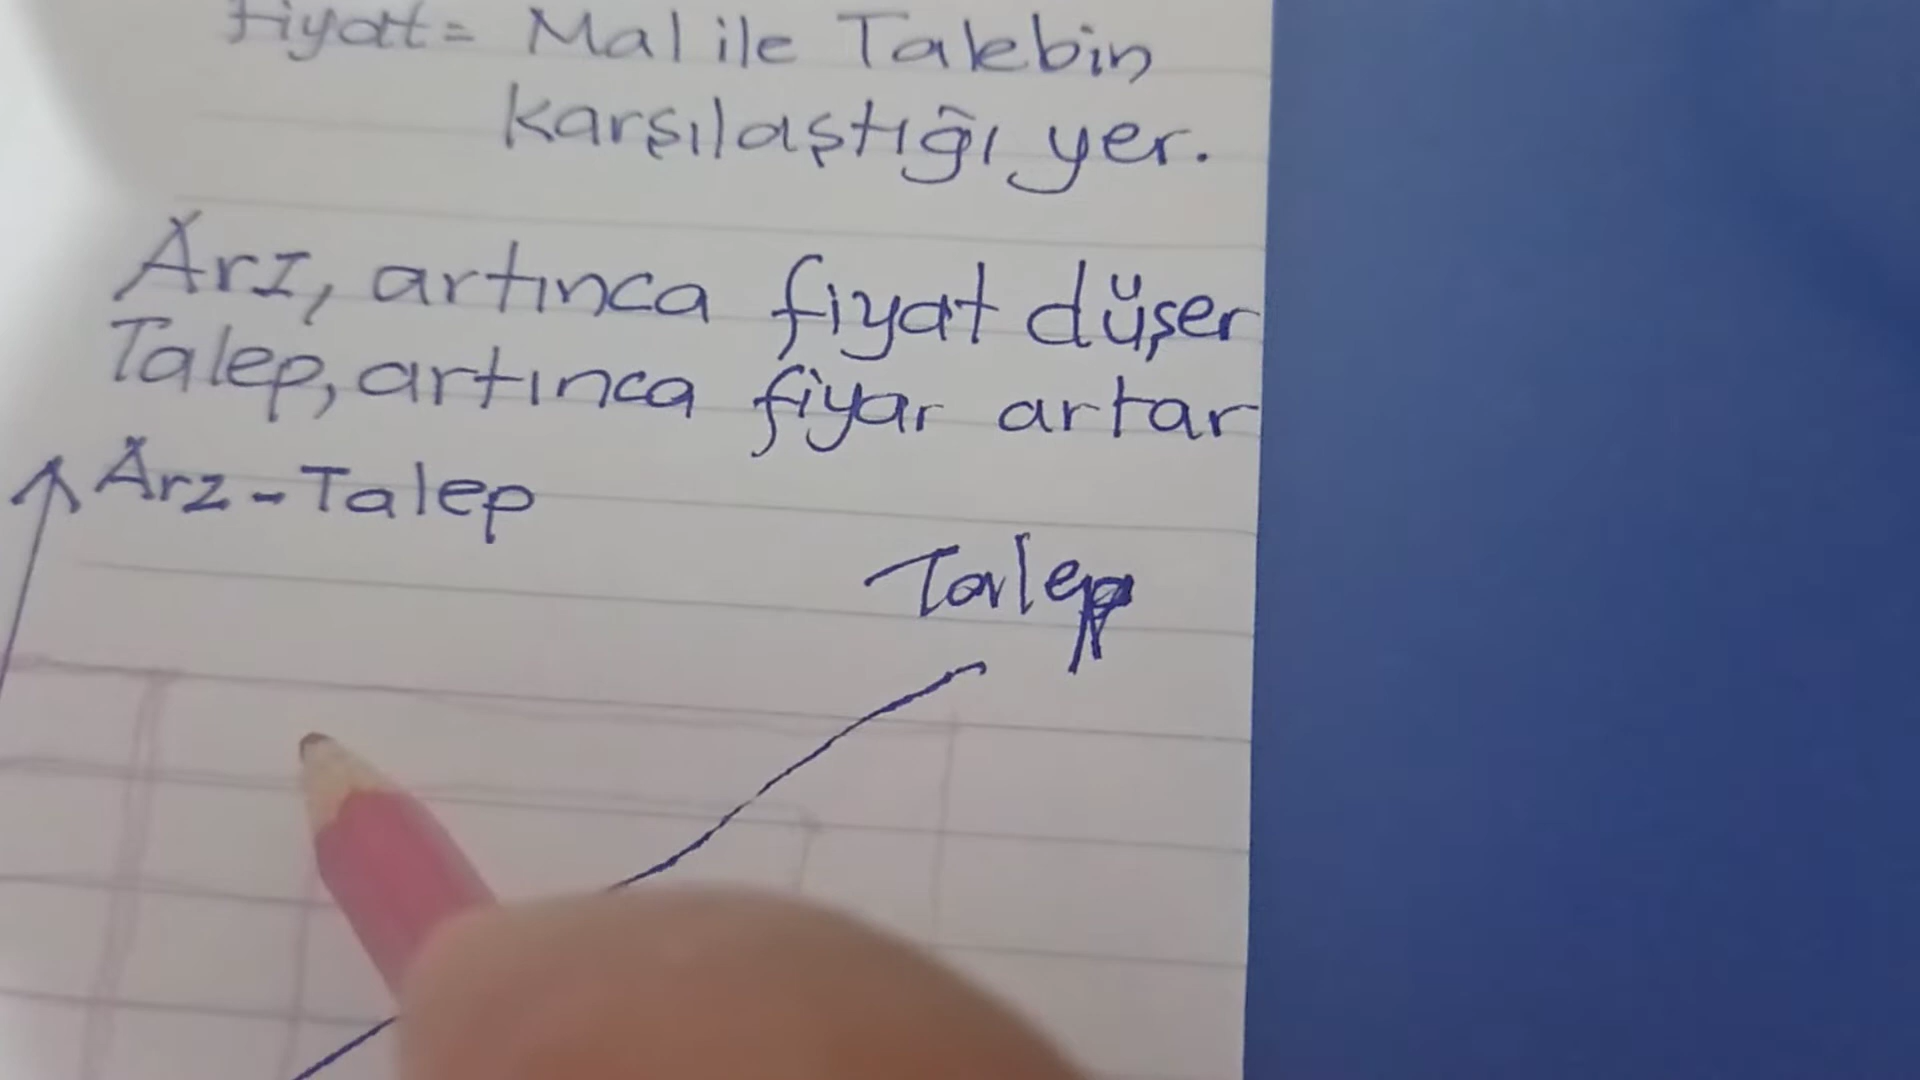 fiyat = Mal ile Talebin
karşılaştığı yer.
Arz, artınca fiyat düşer
Talep, artınca fiyar artar
Arz - Talep
Talep